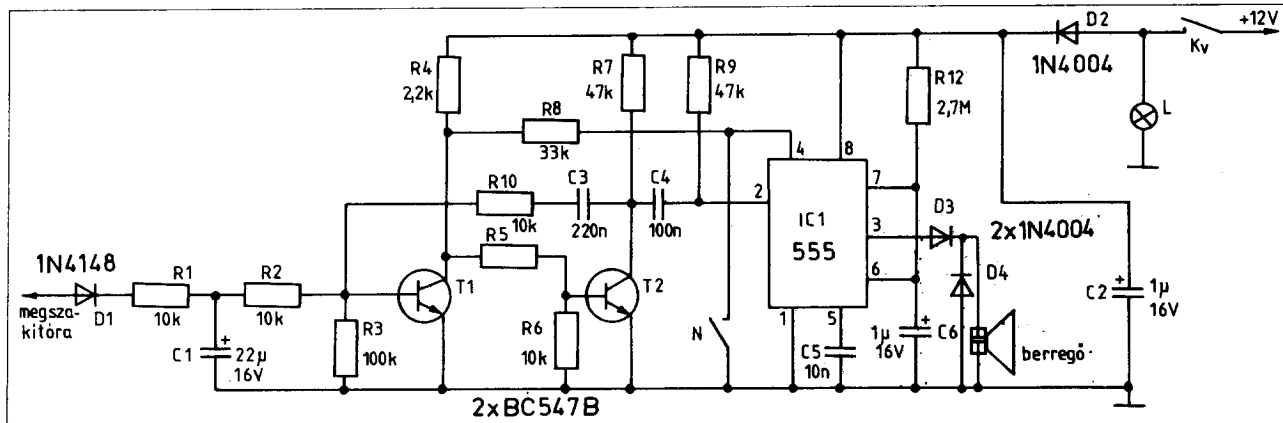 +12V
D2
Kv
1N4004
R4
2,2k
R7
47k
R9
47k
R12
2,7M
L
R8
33k
4
8
R10
10k
C3
220n
C4
100n
2
7
IC1
555
3
D3
2x1N4004
R5
6
D4
1N4148
D1
megsza-
kítóra
R1
10k
R2
10k
T1
T2
C2
1µ
16V
R3
100k
R6
10k
N
1
5
1µ
16V
C6
C1
22µ
16V
C5
10n
berregő
2xBC547B
+
+
+